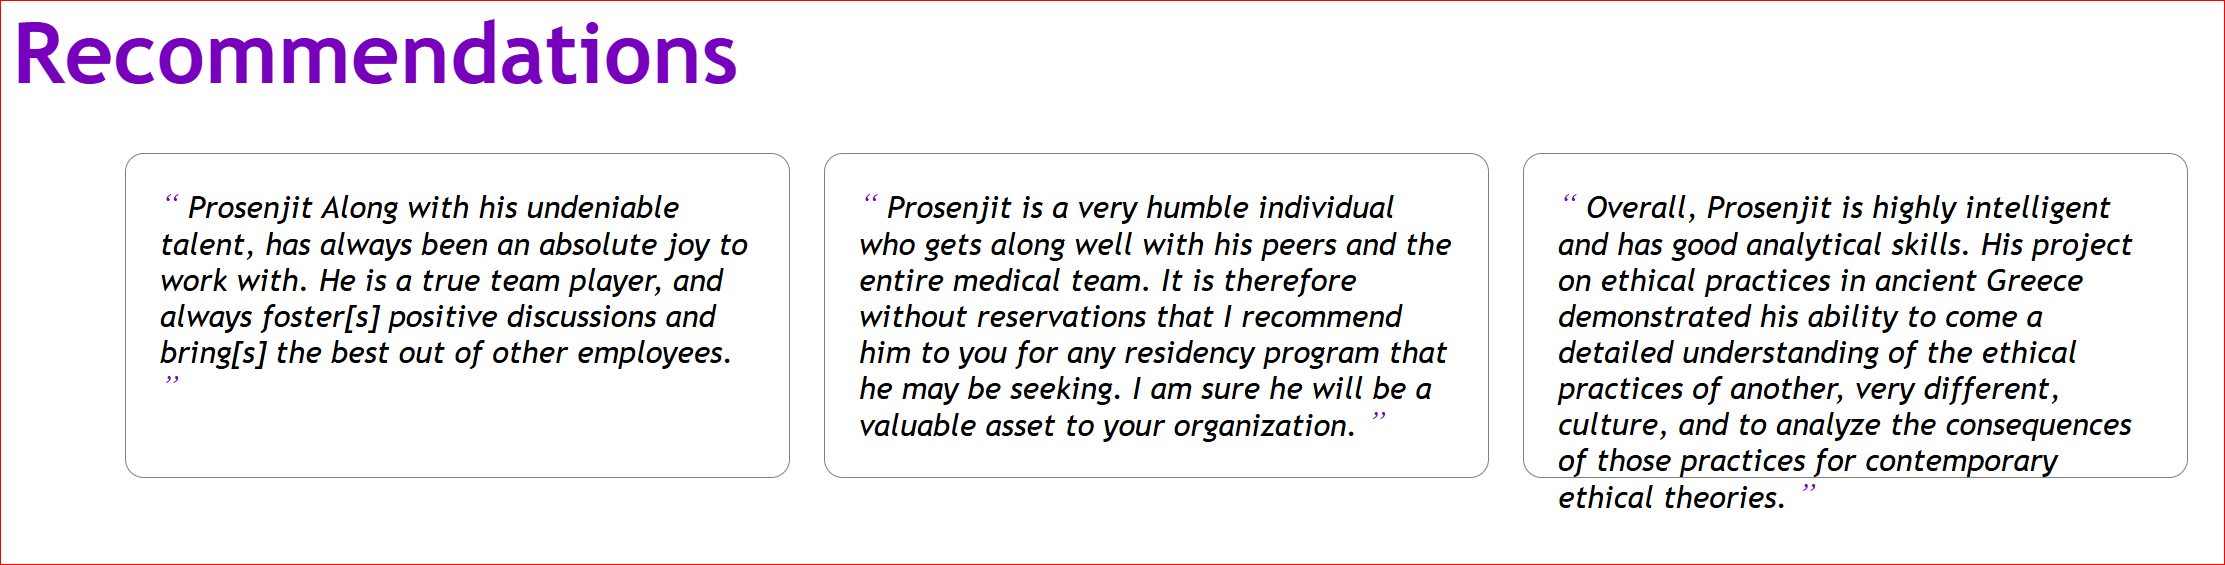 Recommendations
“ Prosenjit Along with his undeniable
talent, has always been an absolute joy to
work with. He is a true team player, and
always foster[s] positive discussions and
bring[s] the best out of other employees.
”
“ Prosenjit is a very humble individual
who gets along well with his peers and the
entire medical team. It is therefore
without reservations that I recommend
him to you for any residency program that
he may be seeking. I am sure he will be a
valuable asset to your organization. ”
“ Overall, Prosenjit is highly intelligent
and has good analytical skills. His project
on ethical practices in ancient Greece
demonstrated his ability to come a
detailed understanding of the ethical
practices of another, very different,
culture, and to analyze the consequences
of those practices for contemporary
ethical theories. ”